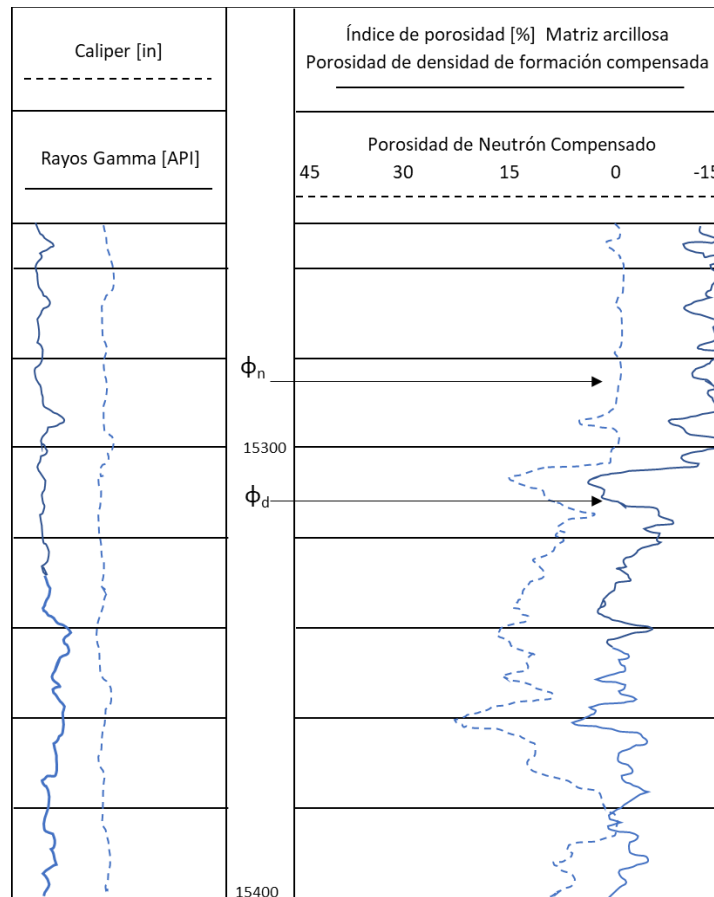 Caliper [in]
Índice de porosidad [%]  Matriz arcillosa
Porosidad de densidad de formación compensada
Rayos Gamma [API]
Porosidad de Neutrón Compensado
45 30 15 0 -15
ϕn
15300
ϕd
15400